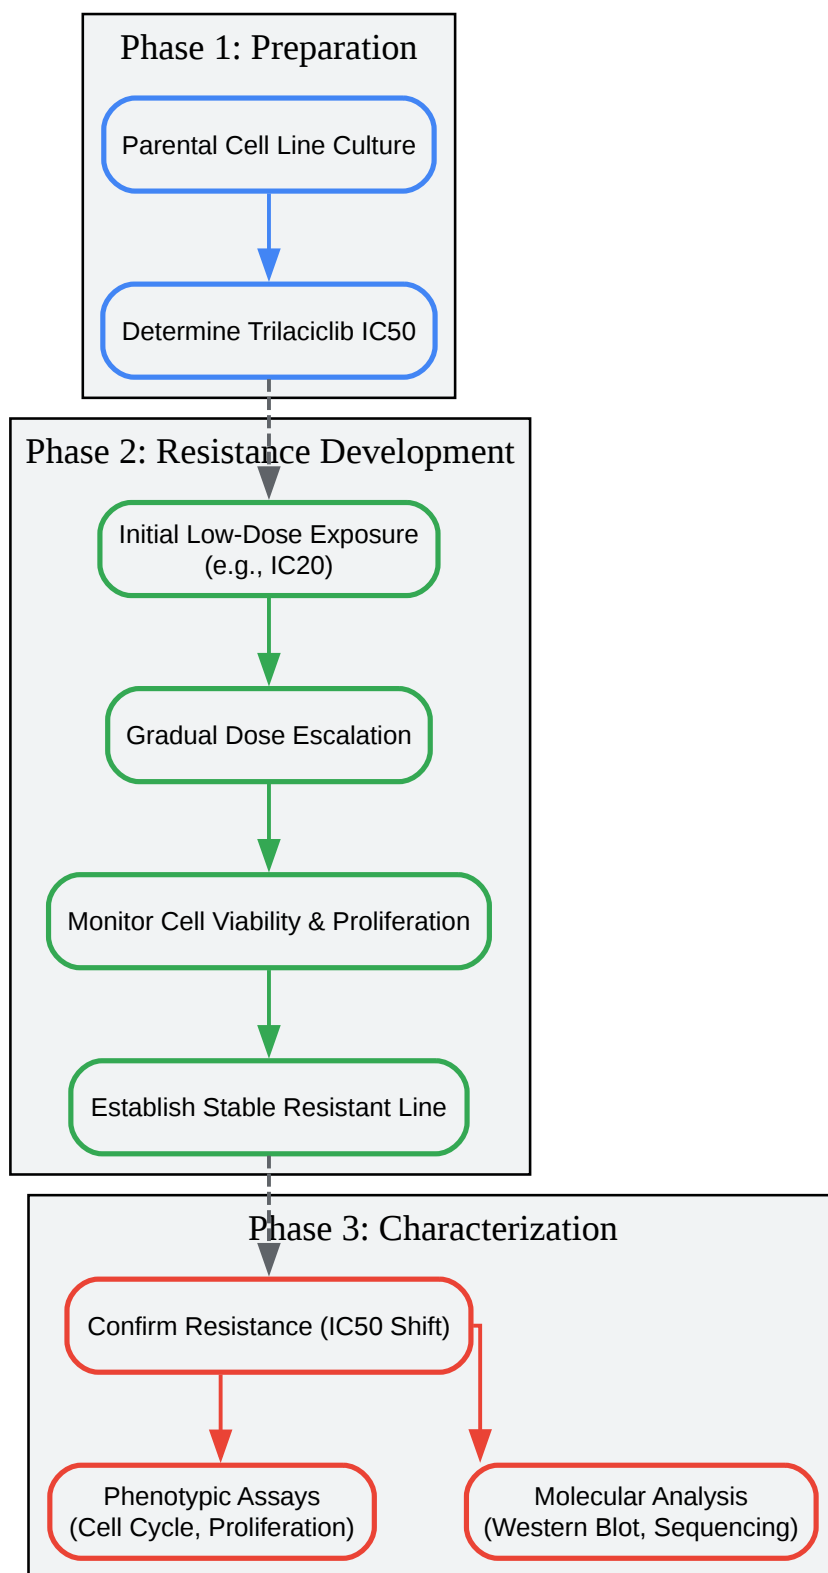 Phase 1: Preparation
Parental Cell Line Culture
Determine Trilaciclib IC50
Phase 2: Resistance Development
Initial Low-Dose Exposure
(e.g., IC20)
Gradual Dose Escalation
Monitor Cell Viability & Proliferation
Establish Stable Resistant Line
Phase 3: Characterization
Confirm Resistance (IC50 Shift)
Phenotypic Assays
(Cell Cycle, Proliferation)
Molecular Analysis
(Western Blot, Sequencing)